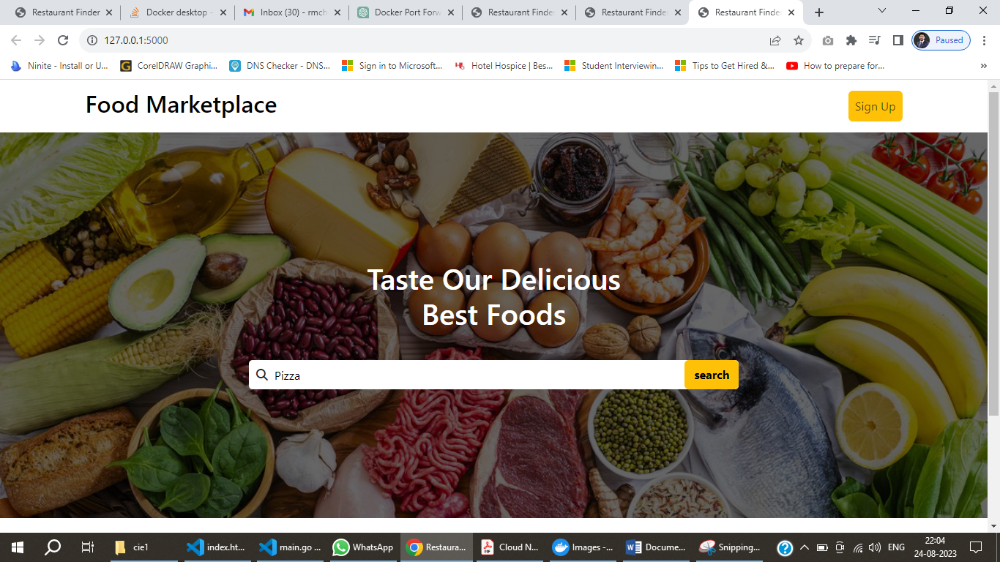 Restaurant Finder
Docker desktop -
Inbox (30) - rmch
Docker Port Forw
Restaurant Finde
Restaurant Finde
Restaurant Finde
127.0.0.1:5000
Paused
Ninite - Install or U...
CorelDRAW Graphi...
DNS Checker - DNS...
Sign in to Microsoft...
Hotel Hospice | Bes...
Student Interviewin...
Tips to Get Hired &...
How to prepare for...
»
Food Marketplace
Sign Up
Taste Our Delicious
Best Foods
Pizza
search
cie1
index.ht...
main.go ...
WhatsApp
Restaura...
Cloud N...
Images -...
Docume...
Snipping...
ENG
22:04
24-08-2023